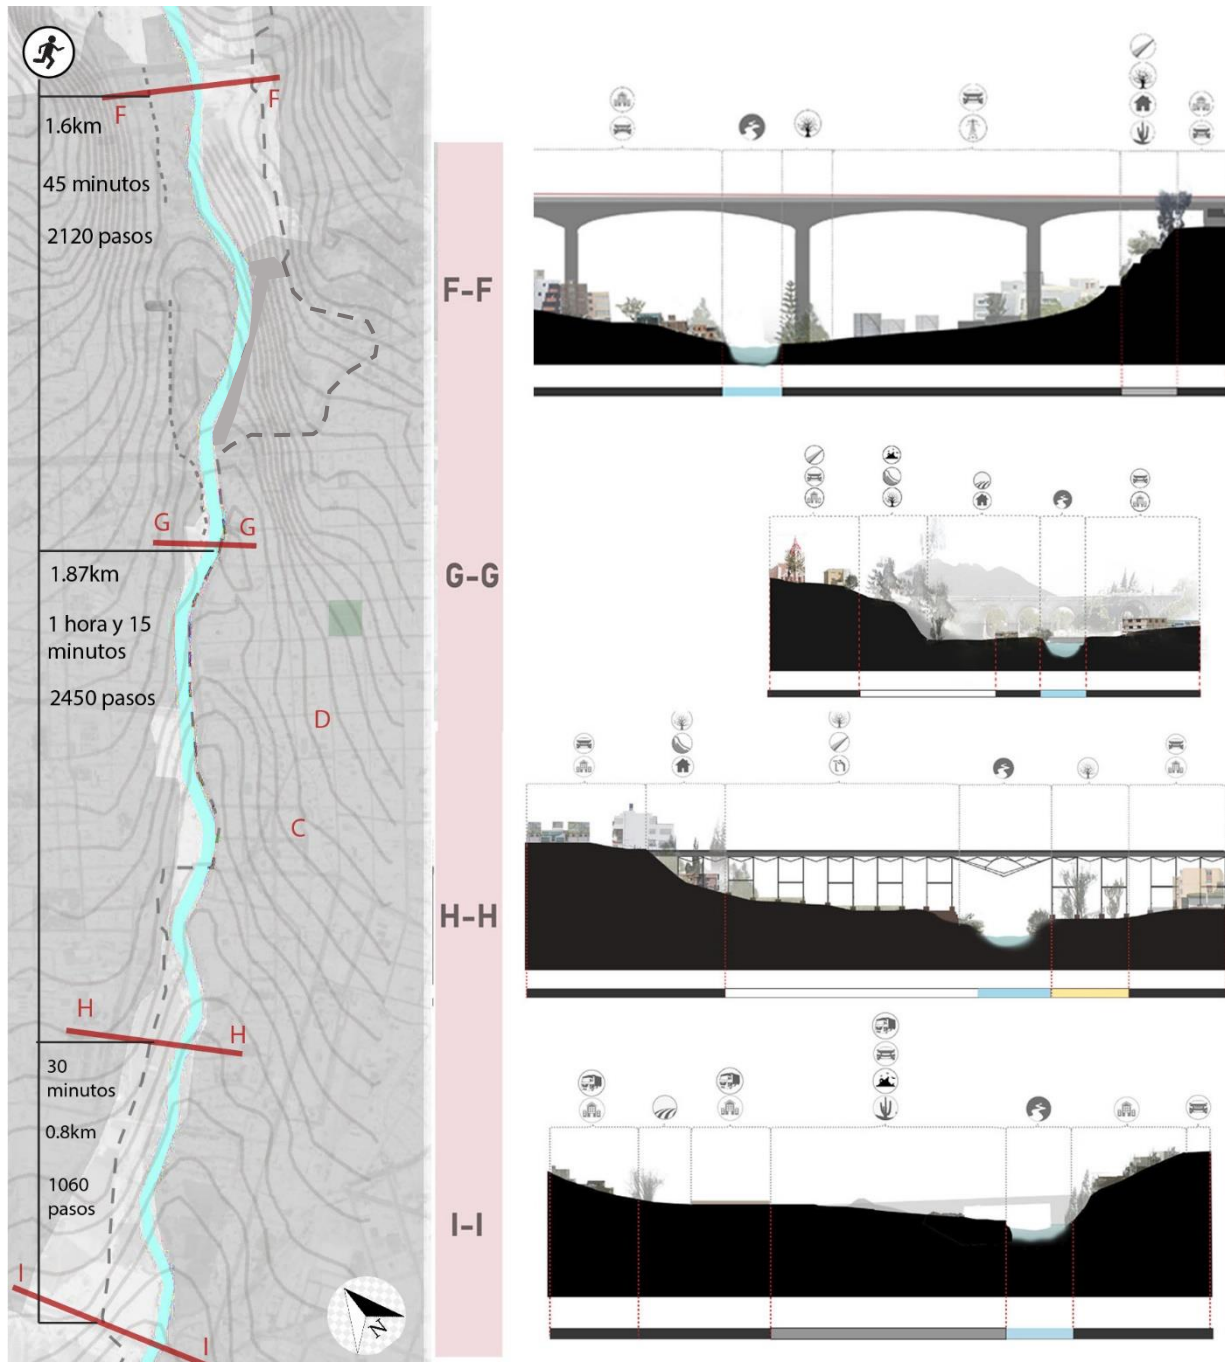 F
F
1.6km
45 minutos
2120 pasos
F-F
G
G
G-G
1.87km
1 hora y 15
minutos
2450 pasos
D
C
H-H
H
H
30
minutos
0.8km
1060
pasos
I-I
I
I
N